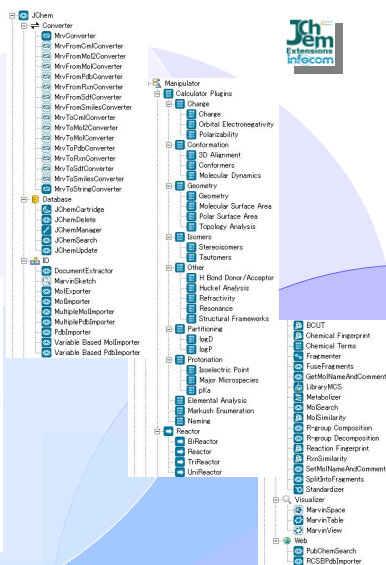 JChem
Converter
MrvConverter
MrvFromCmlConverter
MrvFromMol2Converter
MrvFromMolConverter
MrvFromPdbConverter
MrvFromRxnConverter
MrvFromSdfConverter
MrvFromSmilesConverter
MrvToCmlConverter
MrvToMol2Converter
MrvToMolConverter
MrvToPdbConverter
MrvToRxnConverter
MrvToSdfConverter
MrvToSmilesConverter
MrvToStringConverter
Database
JChemCartridge
JChemDelete
JChemManager
JChemSearch
JChemUpdate
IO
DocumentExtractor
MarvinSketch
MolExporter
MolImporter
MultipleMolImporter
MultiplePdbImporter
PdbImporter
Variable Based MolImporter
Variable Based PdbImporter
Manipulator
Calculator Plugins
Charge
Charge
Orbital Electronegativity
Polarizability
Conformation
3D Alignment
Conformers
Molecular Dynamics
Geometry
Geometry
Molecular Surface Area
Polar Surface Area
Topology Analysis
Isomers
Stereoisomers
Tautomers
Other
H Bond Donor/Acceptor
Huckel Analysis
Refractivity
Resonance
Structural Frameworks
Partitioning
logD
logP
Protonation
Isoelectric Point
Major Microspecies
pKa
Elemental Analysis
Markush Enumeration
Naming
Reactor
BiReactor
Reactor
TriReactor
UniReactor
JChem
Extensions
infocom
BCUT
Chemical Fingerprint
Chemical Terms
Fragmenter
FuseFragments
GetMolNameAndComment
LibraryMCS
Metabolizer
MolSearch
MolSimilarity
R-group Composition
R-group Decomposition
Reaction Fingerprint
RxnSimilarity
SetMolNameAndComment
SplitIntoFragments
Standardizer
Visualizer
MarvinSpace
MarvinTable
MarvinView
Web
PubChemSearch
RCSBPdbImporter